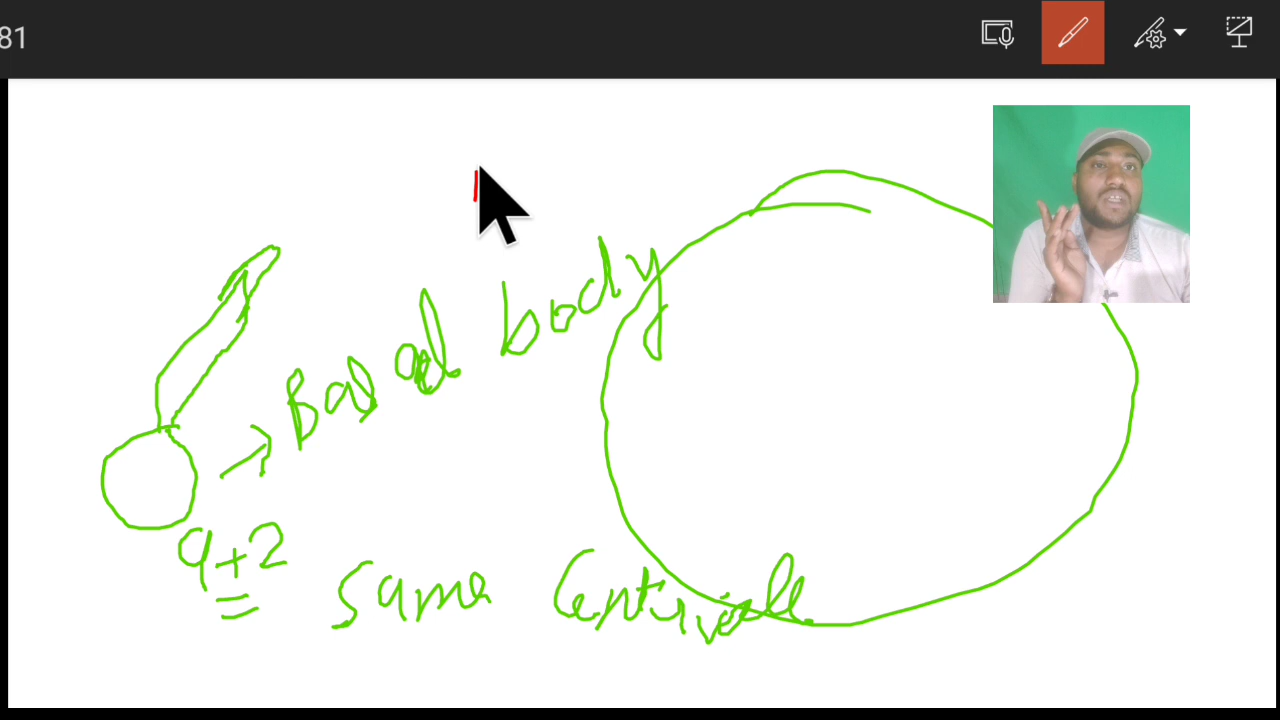 81
→ Basal body
9+2
Same Centriole